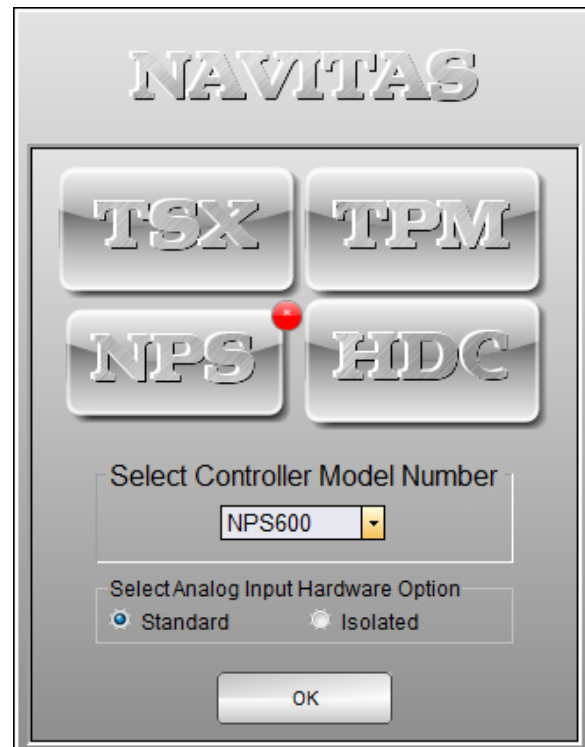 NAVITAS
TSX TPM
NPS HDC
Select Controller Model Number
NPS600
Select Analog Input Hardware Option
Standard Isolated
OK